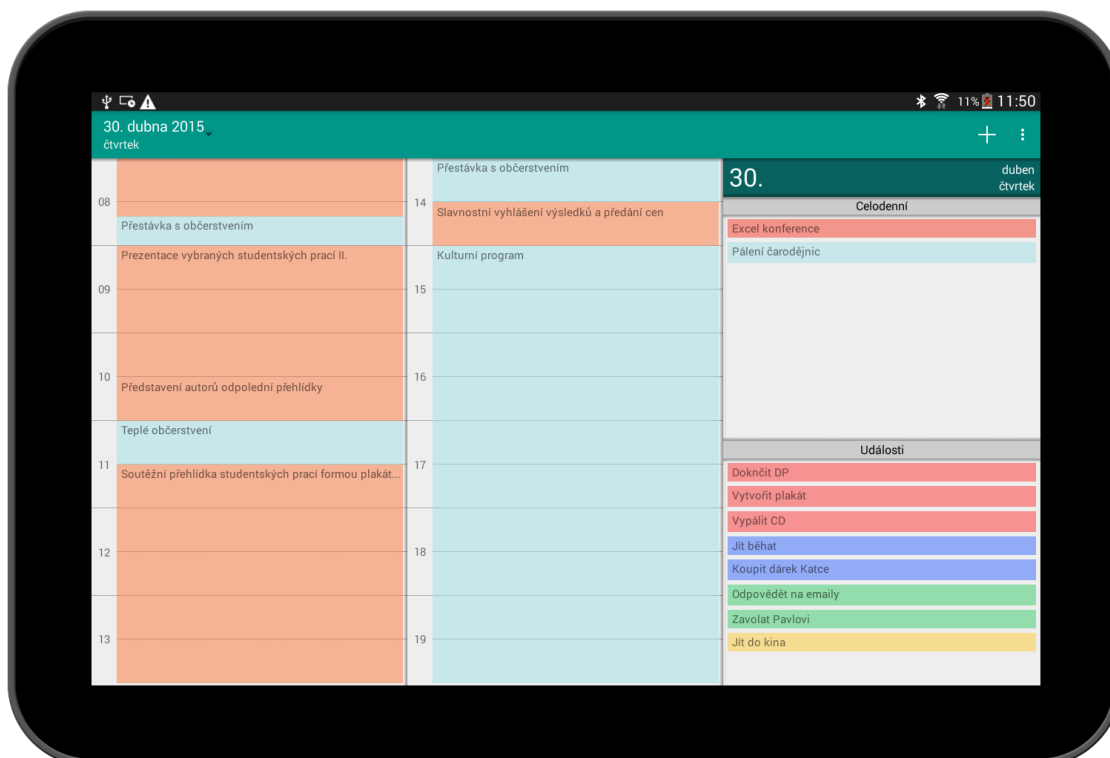 11% 11:50
30. dubna 2015
čtvrtek
08
Přestávka s občerstvením
Prezentace vybraných studentských prací II.
09
10
Představení autorů odpolední přehlídky
Teplé občerstvení
11
Soutěžní přehlídka studentských prací formou plakát...
12
13
Přestávka s občerstvením
14
Slavnostní vyhlášení výsledků a předání cen
Kulturní program
15
16
17
18
19
30.
duben
čtvrtek
Celodenní
Excel konference
Pálení čarodějnic
Události
Doknčit DP
Vytvořit plakát
Vypálit CD
Jít běhat
Koupit dárek Katce
Odpovědět na emaily
Zavolat Pavlovi
Jít do kina